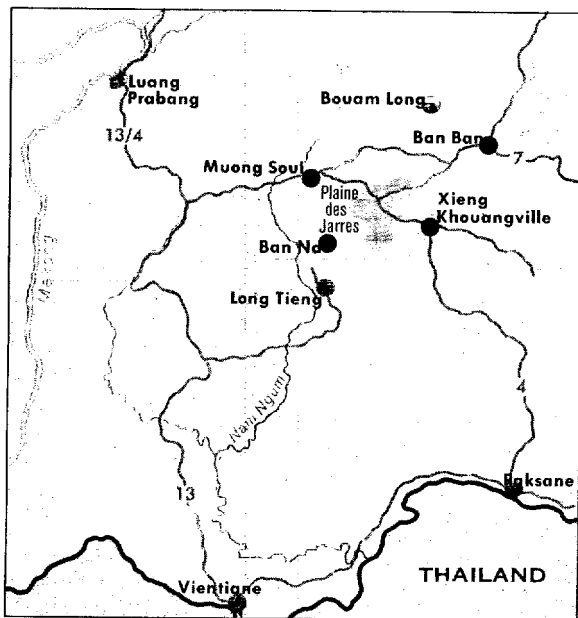 Luang
Prabang
Bouam Long
13/4
Ban Ban
7
Muong Soui
Plaine
des
Jarres
Xieng
Khouangville
Ban Na
Long Tieng
Mekong
4
Nam Ngum
13
Paksane
THAILAND
Vientiane